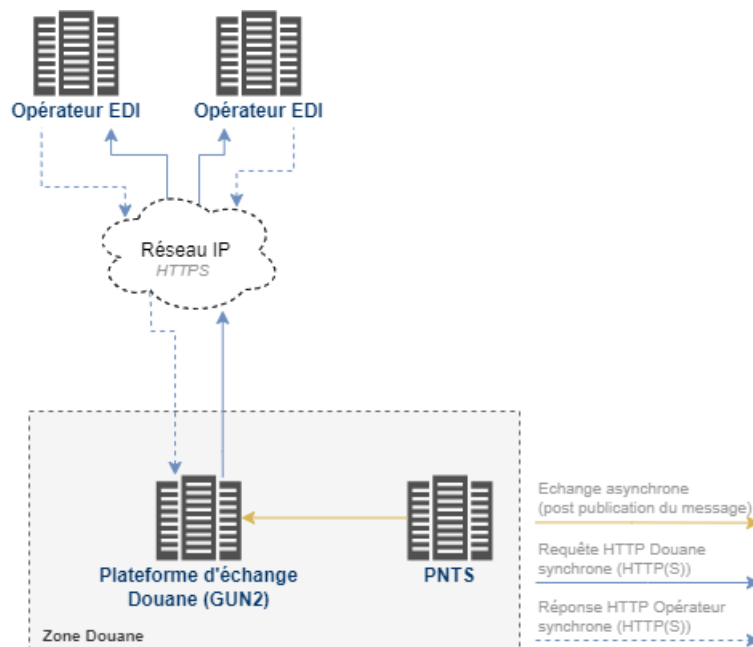 Opérateur EDI
Opérateur EDI
Réseau IP
HTTPS
Plateforme d'échange
Douane (GUN2)
PNTS
Zone Douane
Echange asynchrone
(post publication du message)
Requête HTTP Douane
synchrone (HTTP(S))
Réponse HTTP Opérateur
synchrone (HTTP(S))